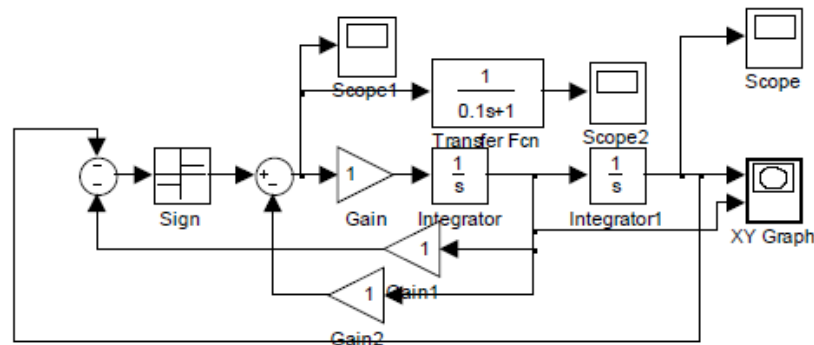 Scope1
Scope
1
0.1s+1
Transfer Fcn
Scope2
Sign
1
Gain
1
s
Integrator
1
s
Integrator1
XY Graph
1
Gain1
1
Gain2